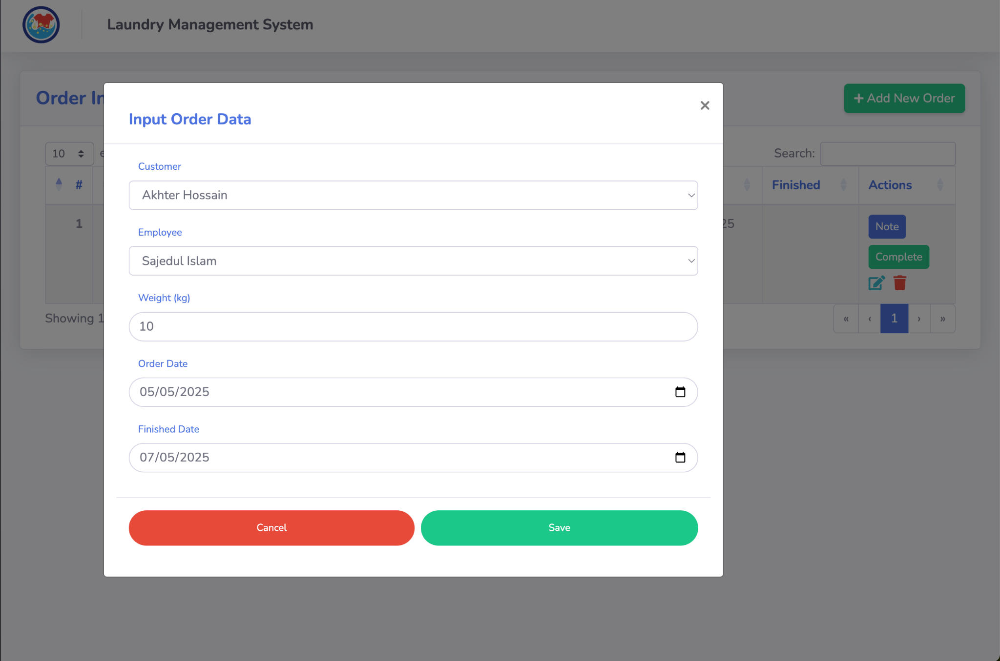 Laundry Management System
Order
Add New Order
Input Order Data
Customer
Akhter Hossain
Employee
Sajedul Islam
Weight (kg)
10
Order Date
05/05/2025
Finished Date
07/05/2025
Cancel
Save
10
Search:
#
Finished
Actions
1
25
Note
Complete
Showing 1
« ‹ 1 › »